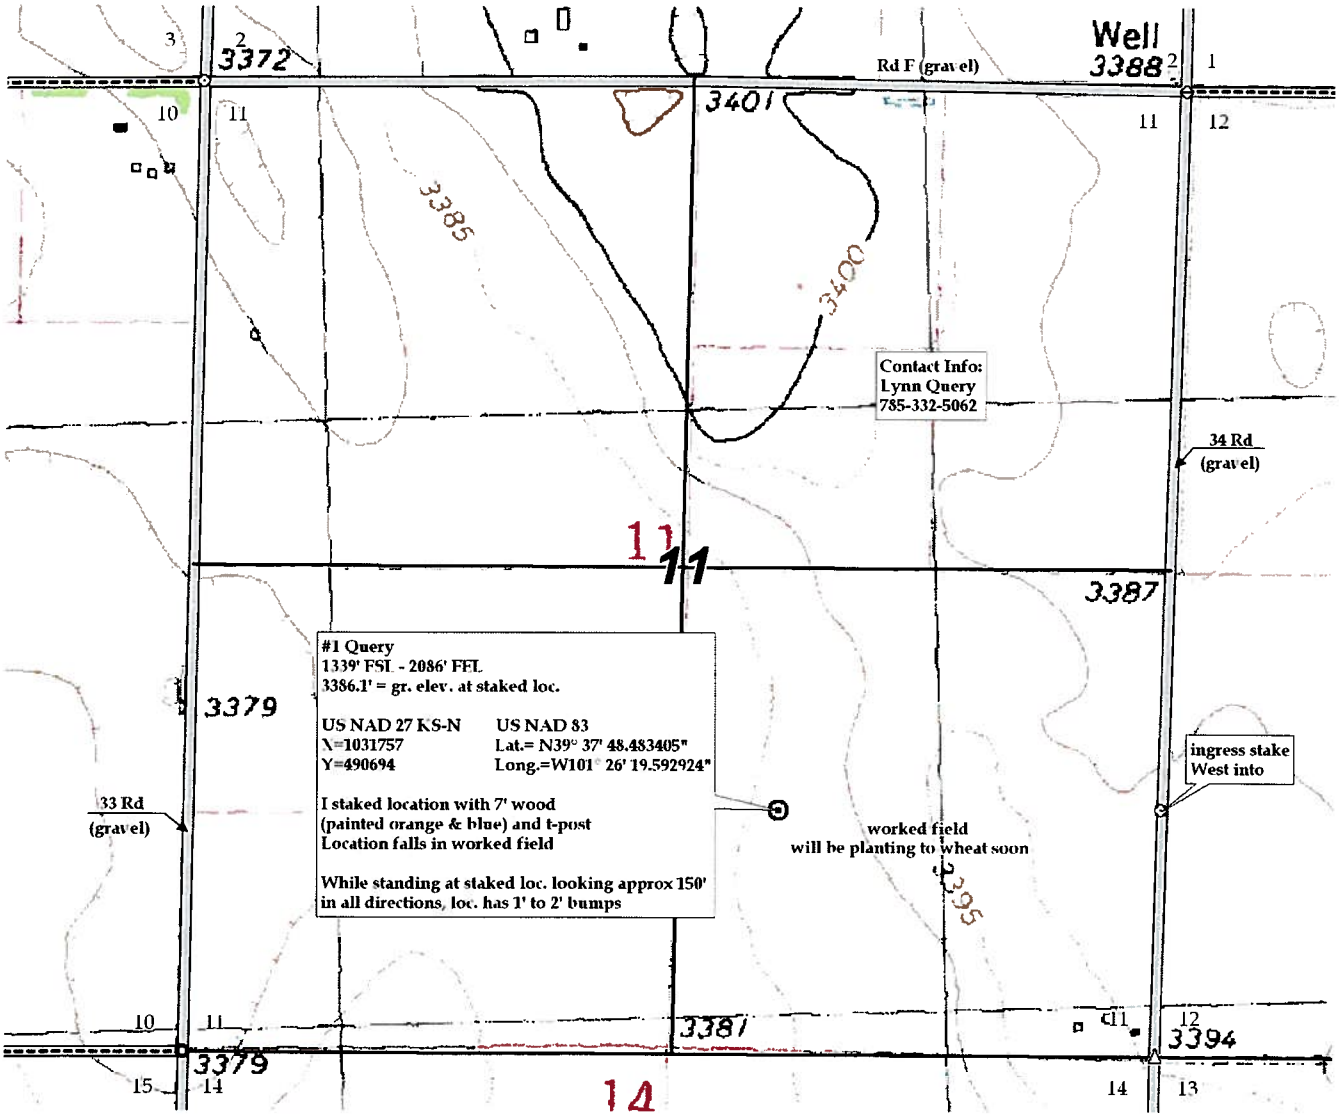 3 2
3372
Well
3388
2 1
Rd F (gravel)
3401
10 11
11 12
3385
3400
Contact Info:
Lynn Query
785-332-5062
34 Rd
(gravel)
11
11
3387
#1 Query
1339' FSL - 2086' FEL
3386.1' = gr. elev. at staked loc.
US NAD 27 KS-N US NAD 83
X=1031757 Lat.= N39° 37' 48.483405"
Y=490694 Long.=W101° 26' 19.592924"
I staked location with 7' wood
(painted orange & blue) and t-post
Location falls in worked field
While standing at staked loc. looking approx 150'
in all directions, loc. has 1' to 2' bumps
3379
33 Rd
(gravel)
ingress stake
West into
worked field
will be planting to wheat soon
3395
10 11
3381
11 12
3394
3379
15 14
14
14 13